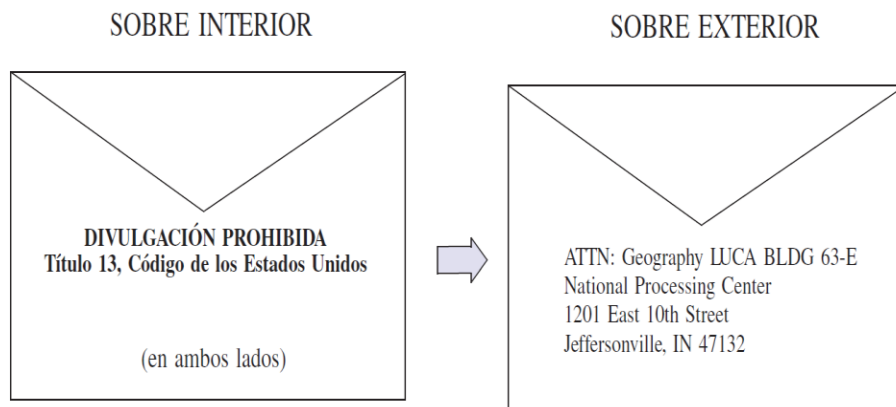 SOBRE INTERIOR
DIVULGACIÓN PROHIBIDA
Título 13, Código de los Estados Unidos
(en ambos lados)
SOBRE EXTERIOR
ATTN: Geography LUCA BLDG 63-E
National Processing Center
1201 East 10th Street
Jeffersonville, IN 47132